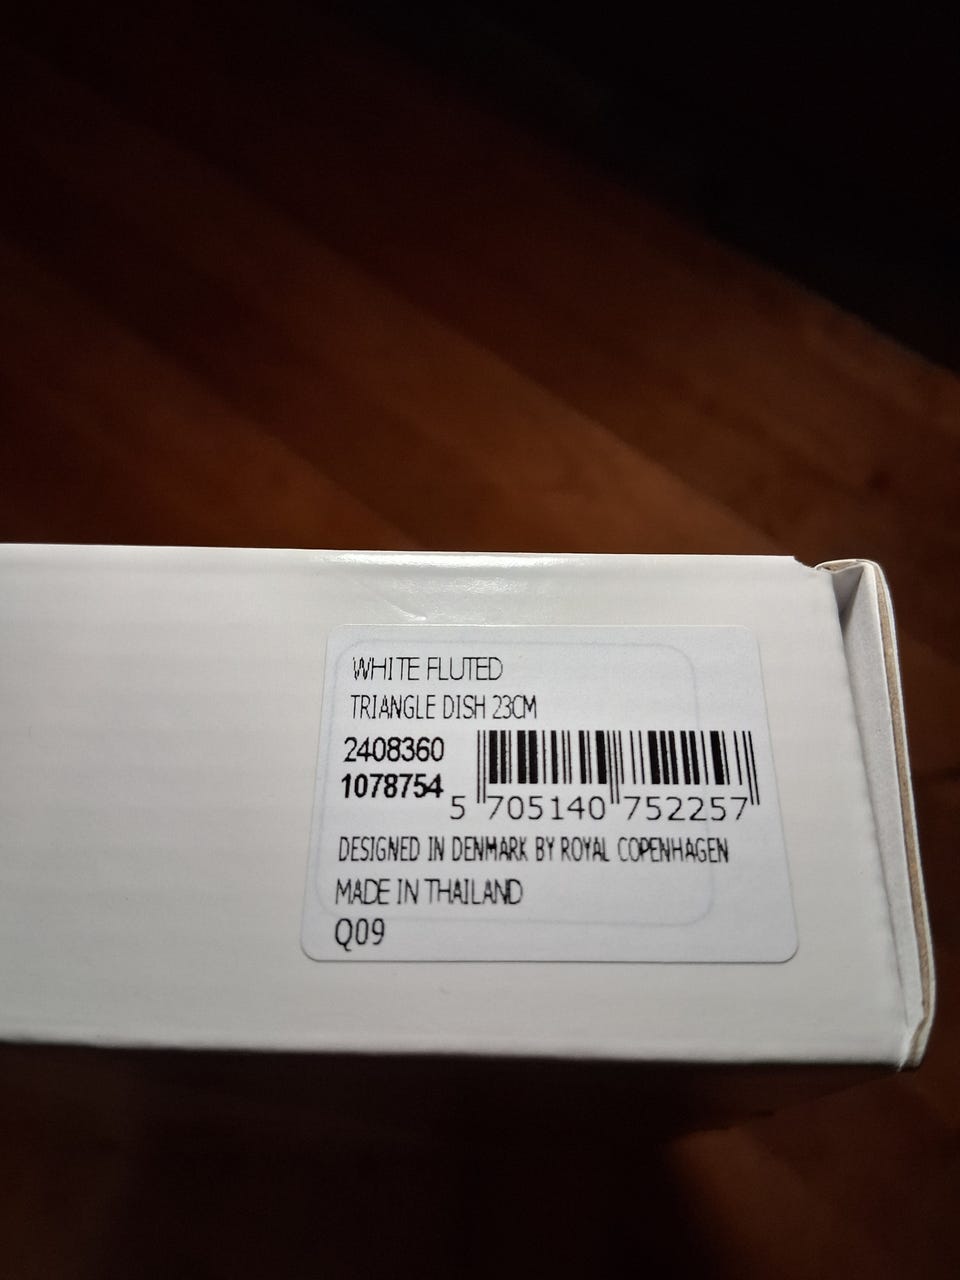 WHITE FLUTED
TRIANGLE DISH 23CM
2408360
1078754
5 705140 752257
DESIGNED IN DENMARK BY ROYAL COPENHAGEN
MADE IN THAILAND
Q09